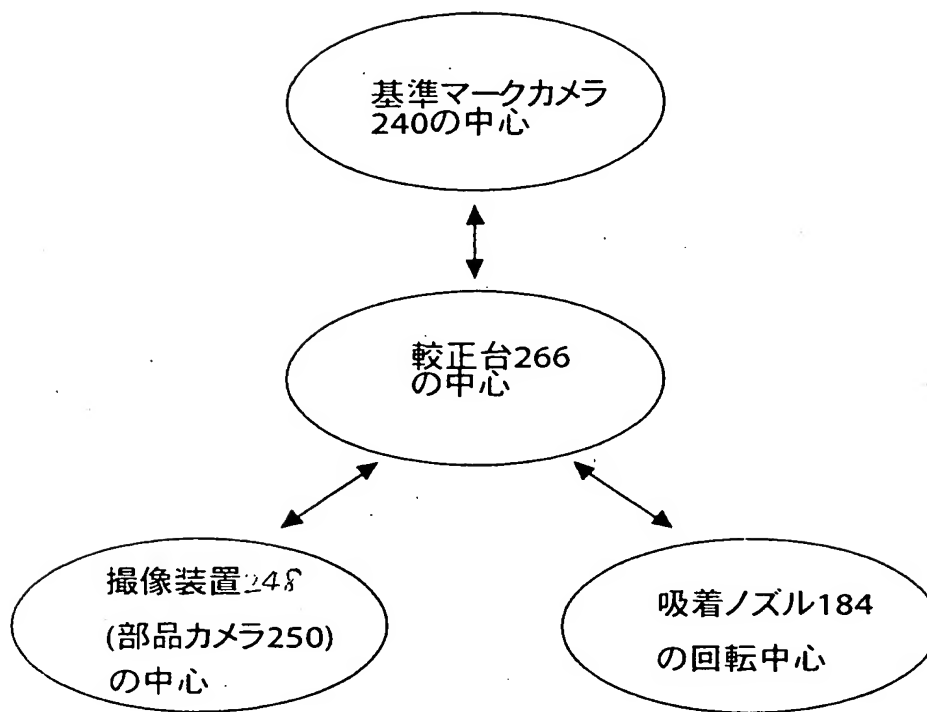 基準マークカメラ
240の中心
較正台266
の中心
撮像装置248
(部品カメラ250)
の中心
吸着ノズル184
の回転中心